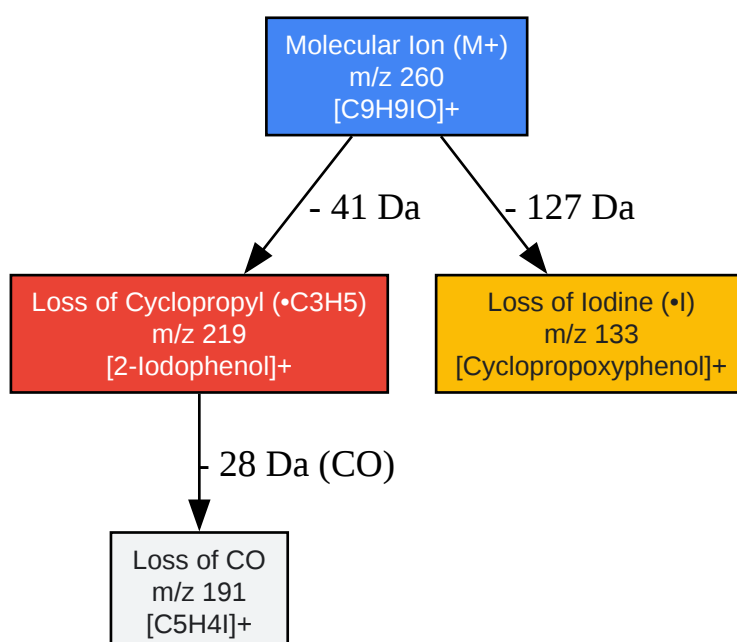 Molecular Ion (M+)
m/z 260
[C9H9IO]+
- 41 Da
- 127 Da
Loss of Cyclopropyl (•C3H5)
m/z 219
[2-Iodophenol]+
Loss of Iodine (•I)
m/z 133
[Cyclopropoxyphenol]+
- 28 Da (CO)
Loss of CO
m/z 191
[C5H4I]+